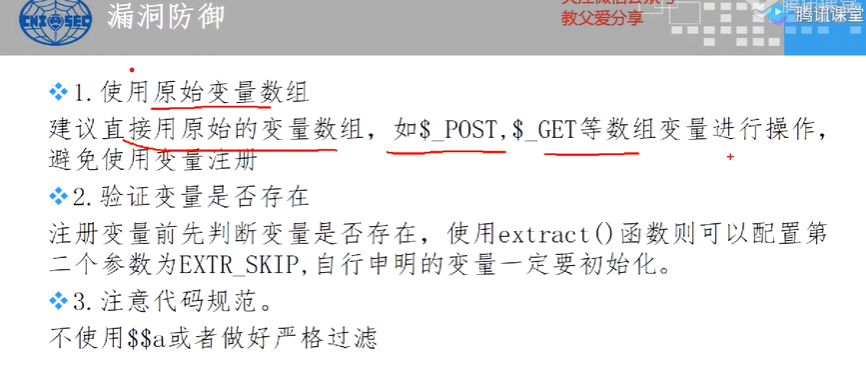 CNISEC
漏洞防御
教父爱分享
腾讯课堂
1.使用原始变量数组
建议直接用原始的变量数组，如$_POST,$_GET等数组变量进行操作，
避免使用变量注册
2.验证变量是否存在
注册变量前先判断变量是否存在，使用extract()函数则可以配置第
二个参数为EXTR_SKIP,自行申明的变量一定要初始化。
3.注意代码规范。
不使用$$a或者做好严格过滤